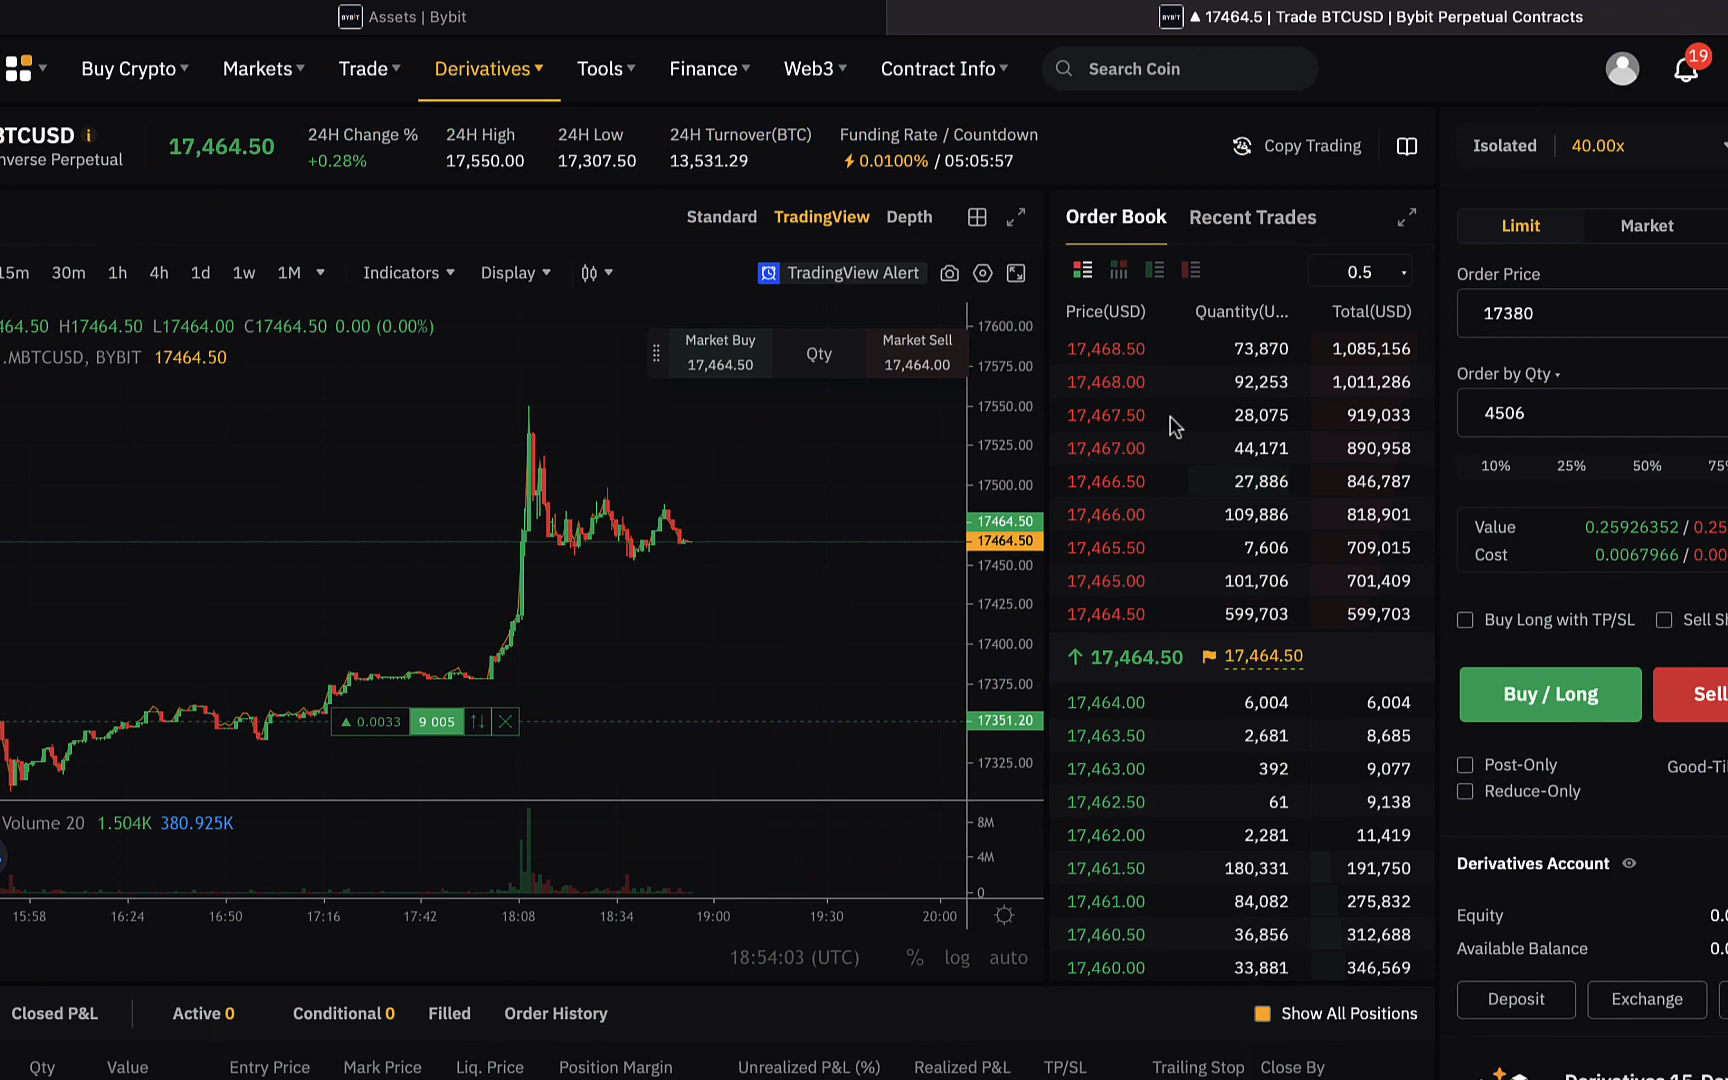 BYBIT Assets | Bybit
BYBIT ▲ 17464.5 | Trade BTCUSD | Bybit Perpetual Contracts
Buy Crypto Markets Trade Derivatives Tools Finance Web3 Contract Info Search Coin 19
BTCUSD i
nverse Perpetual
17,464.50
24H Change %
+0.28%
24H High
17,550.00
24H Low
17,307.50
24H Turnover(BTC)
13,531.29
Funding Rate / Countdown
0.0100% / 05:05:57
Copy Trading
Standard TradingView Depth
15m 30m 1h 4h 1d 1w 1M Indicators Display TradingView Alert
464.50 H17464.50 L17464.00 C17464.50 0.00 (0.00%)
.MBTCUSD, BYBIT 17464.50
Market Buy
17,464.50
Qty
Market Sell
17,464.00
17600.00
17575.00
17550.00
17525.00
17500.00
17464.50
17464.50
17450.00
17425.00
17400.00
17375.00
17351.20
17325.00
▲ 0.0033 9 005
Volume 20 1.504K 380.925K
8M
4M
0
15:58 16:24 16:50 17:16 17:42 18:08 18:34 19:00 19:30 20:00
18:54:03 (UTC) % log auto
Order Book Recent Trades
0.5
Price(USD) Quantity(U... Total(USD)
17,468.50 73,870 1,085,156
17,468.00 92,253 1,011,286
17,467.50 28,075 919,033
17,467.00 44,171 890,958
17,466.50 27,886 846,787
17,466.00 109,886 818,901
17,465.50 7,606 709,015
17,465.00 101,706 701,409
17,464.50 599,703 599,703
↑ 17,464.50 17,464.50
17,464.00 6,004 6,004
17,463.50 2,681 8,685
17,463.00 392 9,077
17,462.50 61 9,138
17,462.00 2,281 11,419
17,461.50 180,331 191,750
17,461.00 84,082 275,832
17,460.50 36,856 312,688
17,460.00 33,881 346,569
Isolated 40.00x
Limit Market
Order Price
17380
Order by Qty
4506
10% 25% 50% 75%
Value 0.25926352 / 0.25
Cost 0.0067966 / 0.00
Buy Long with TP/SL Sell Sh
Buy / Long Sell
Post-Only Good-Til
Reduce-Only
Derivatives Account
Equity 0.0
Available Balance 0.0
Deposit Exchange
Closed P&L Active 0 Conditional 0 Filled Order History Show All Positions
Qty Value Entry Price Mark Price Liq. Price Position Margin Unrealized P&L (%) Realized P&L TP/SL Trailing Stop Close By